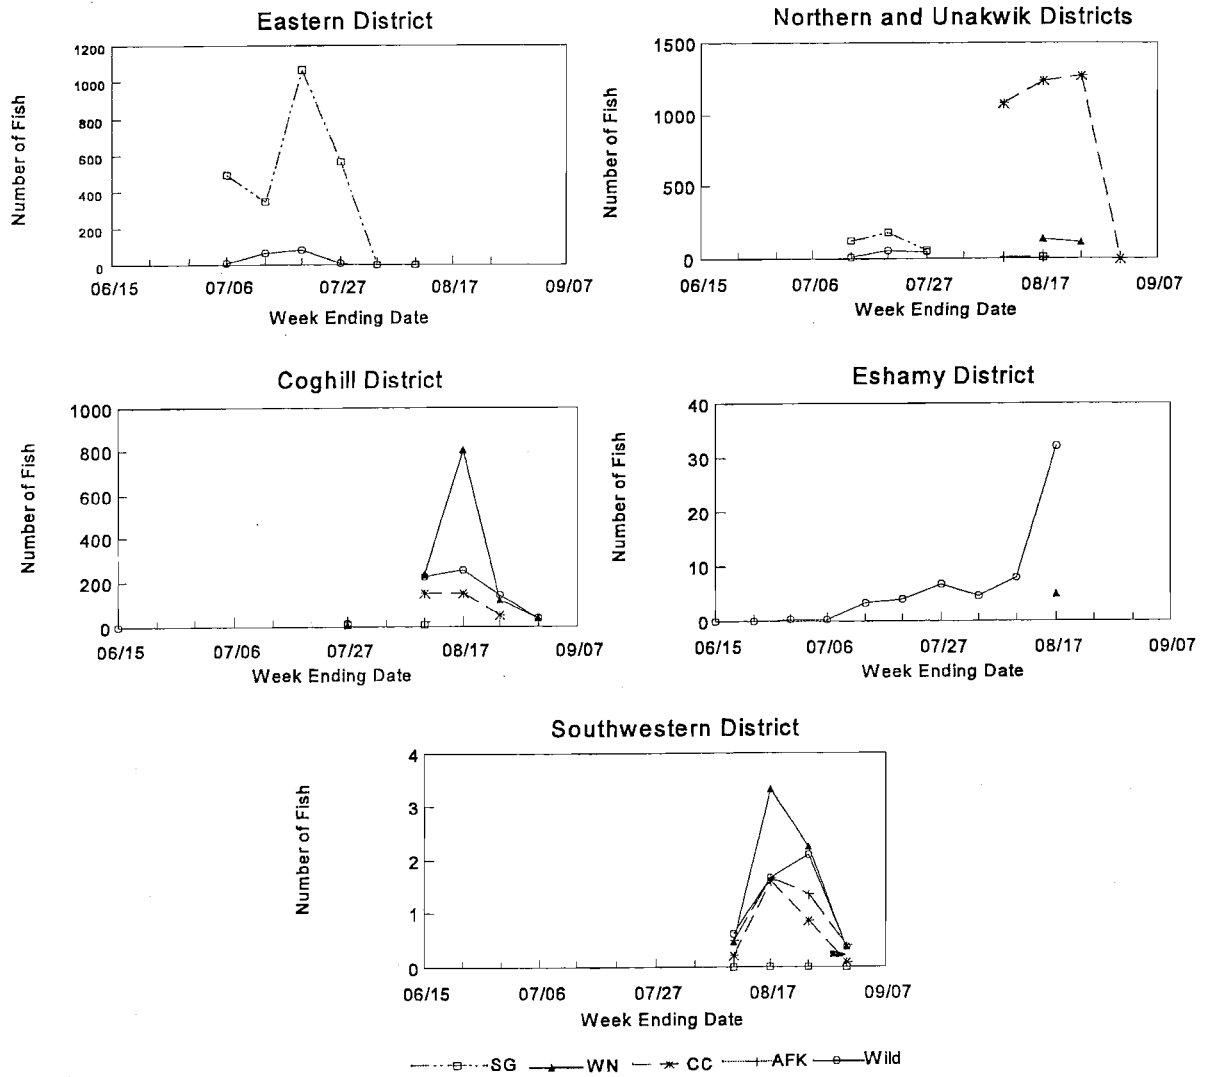 Eastern District
Number of Fish
1200
1000
800
600
400
200
0
06/15 07/06 07/27 08/17 09/07
Week Ending Date
Northern and Unakwik Districts
Number of Fish
1500
1000
500
0
06/15 07/06 07/27 08/17 09/07
Week Ending Date
Coghill District
Number of Fish
1000
800
600
400
200
0
06/15 07/06 07/27 08/17 09/07
Week Ending Date
Eshamy District
Number of Fish
40
30
20
10
0
06/15 07/06 07/27 08/17 09/07
Week Ending Date
Southwestern District
Number of Fish
4
3
2
1
0
06/15 07/06 07/27 08/17 09/07
Week Ending Date
SG WN CC AFK Wild